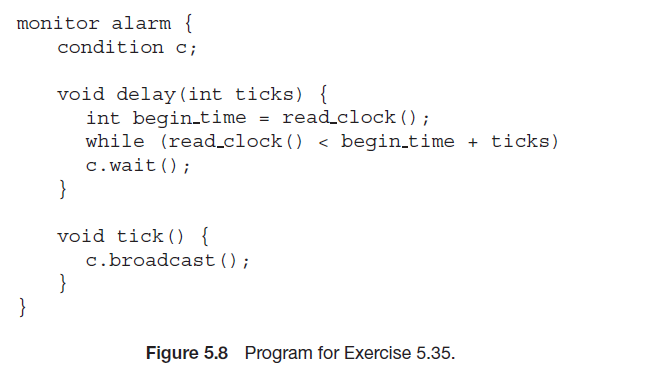 monitor alarm {
condition c;
void delay(int ticks) {
int begin_time = read_clock();
while (read_clock() < begin_time + ticks)
c.wait();
}
void tick() {
c.broadcast();
}
}
Figure 5.8 Program for Exercise 5.35.